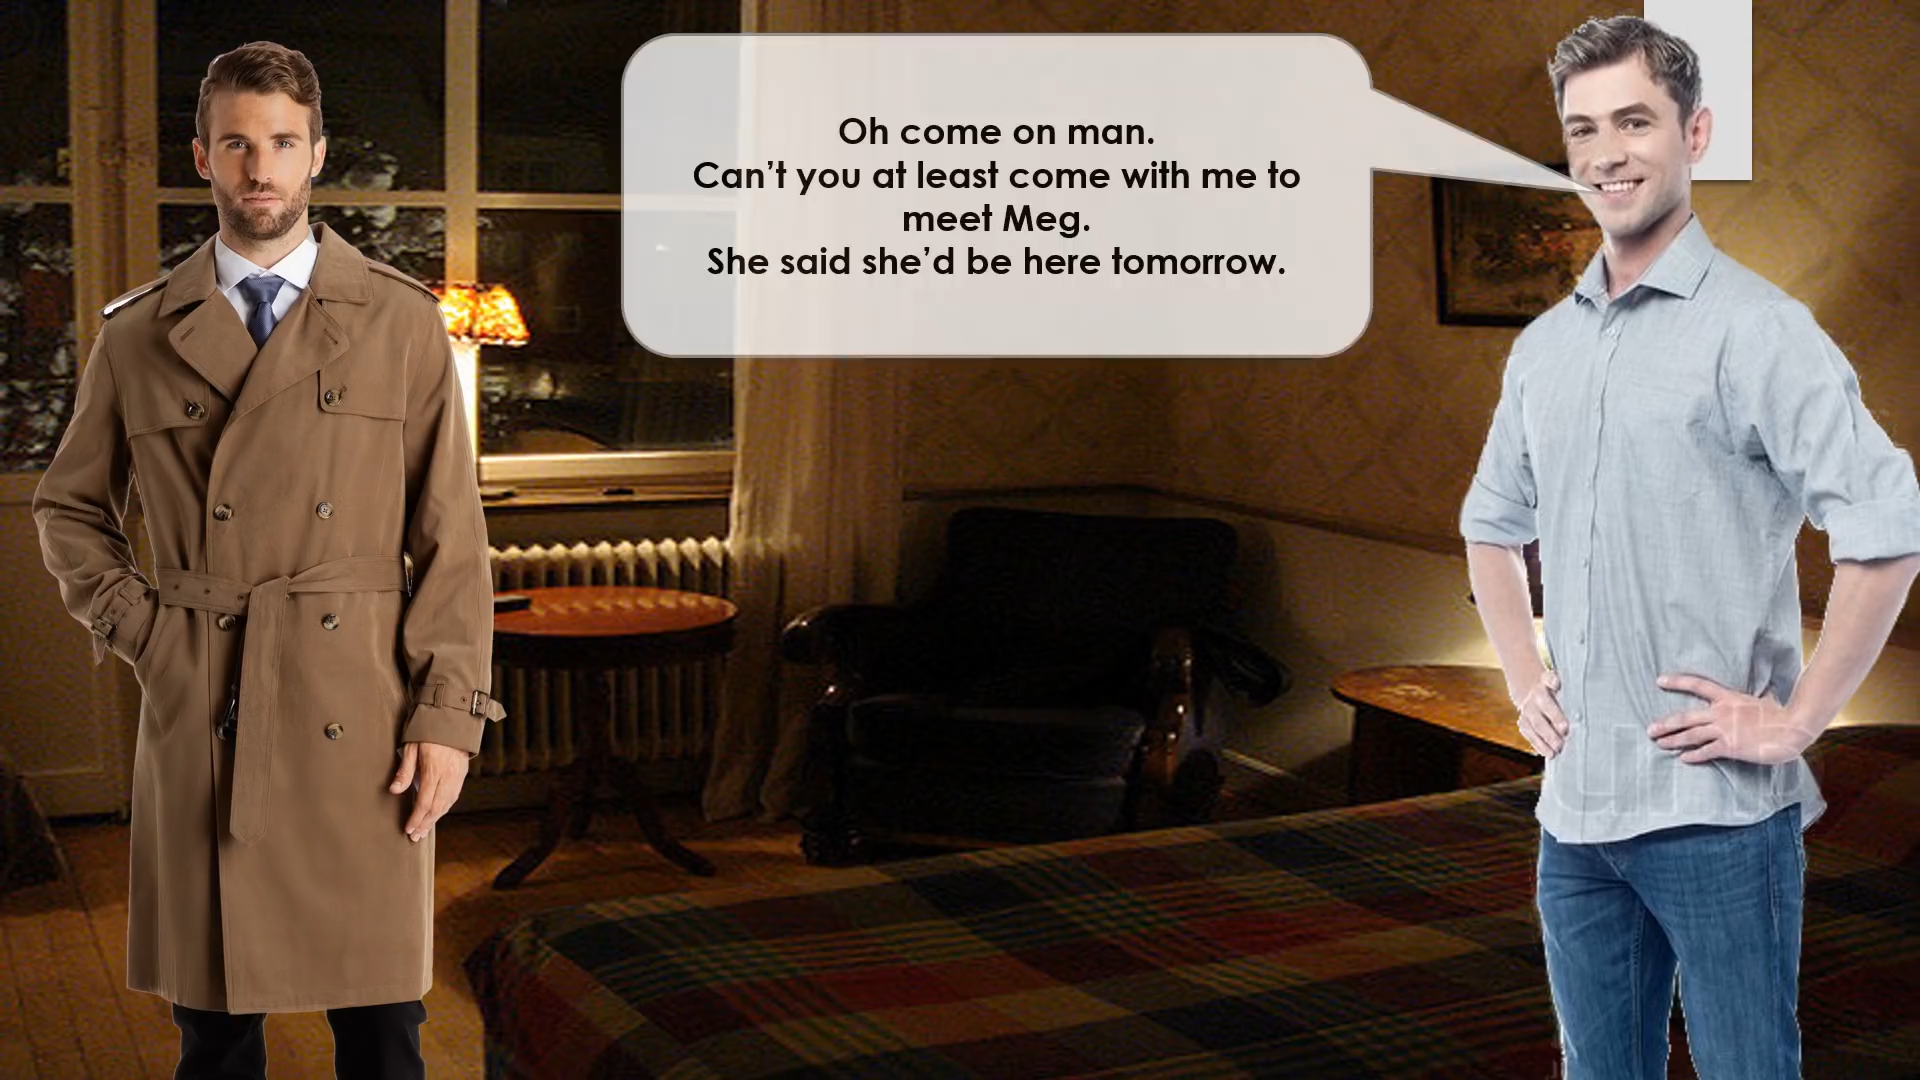 Oh come on man.
Can’t you at least come with me to
meet Meg.
She said she’d be here tomorrow.